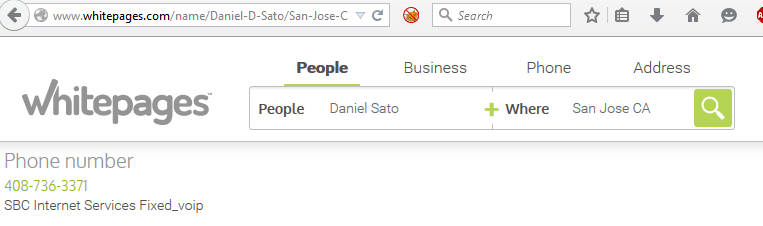 www.whitepages.com/name/Daniel-D-Sato/San-Jose-C
Search
People Business Phone Address
whitepages
People Daniel Sato + Where San Jose CA
Phone number
408-736-3371
SBC Internet Services Fixed_voip